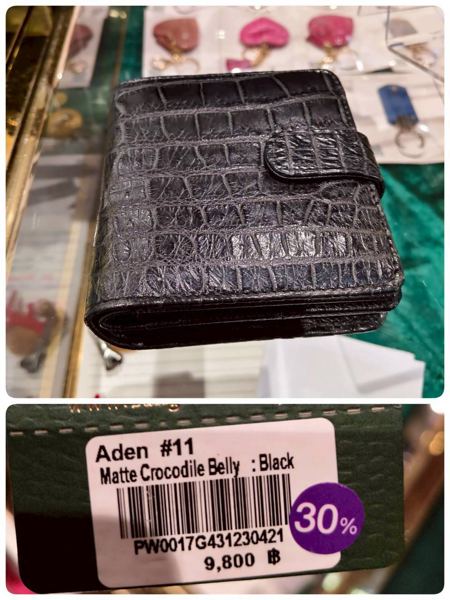 Aden #11
Matte Crocodile Belly : Black
30%
PW0017G431230421
9,800 ฿